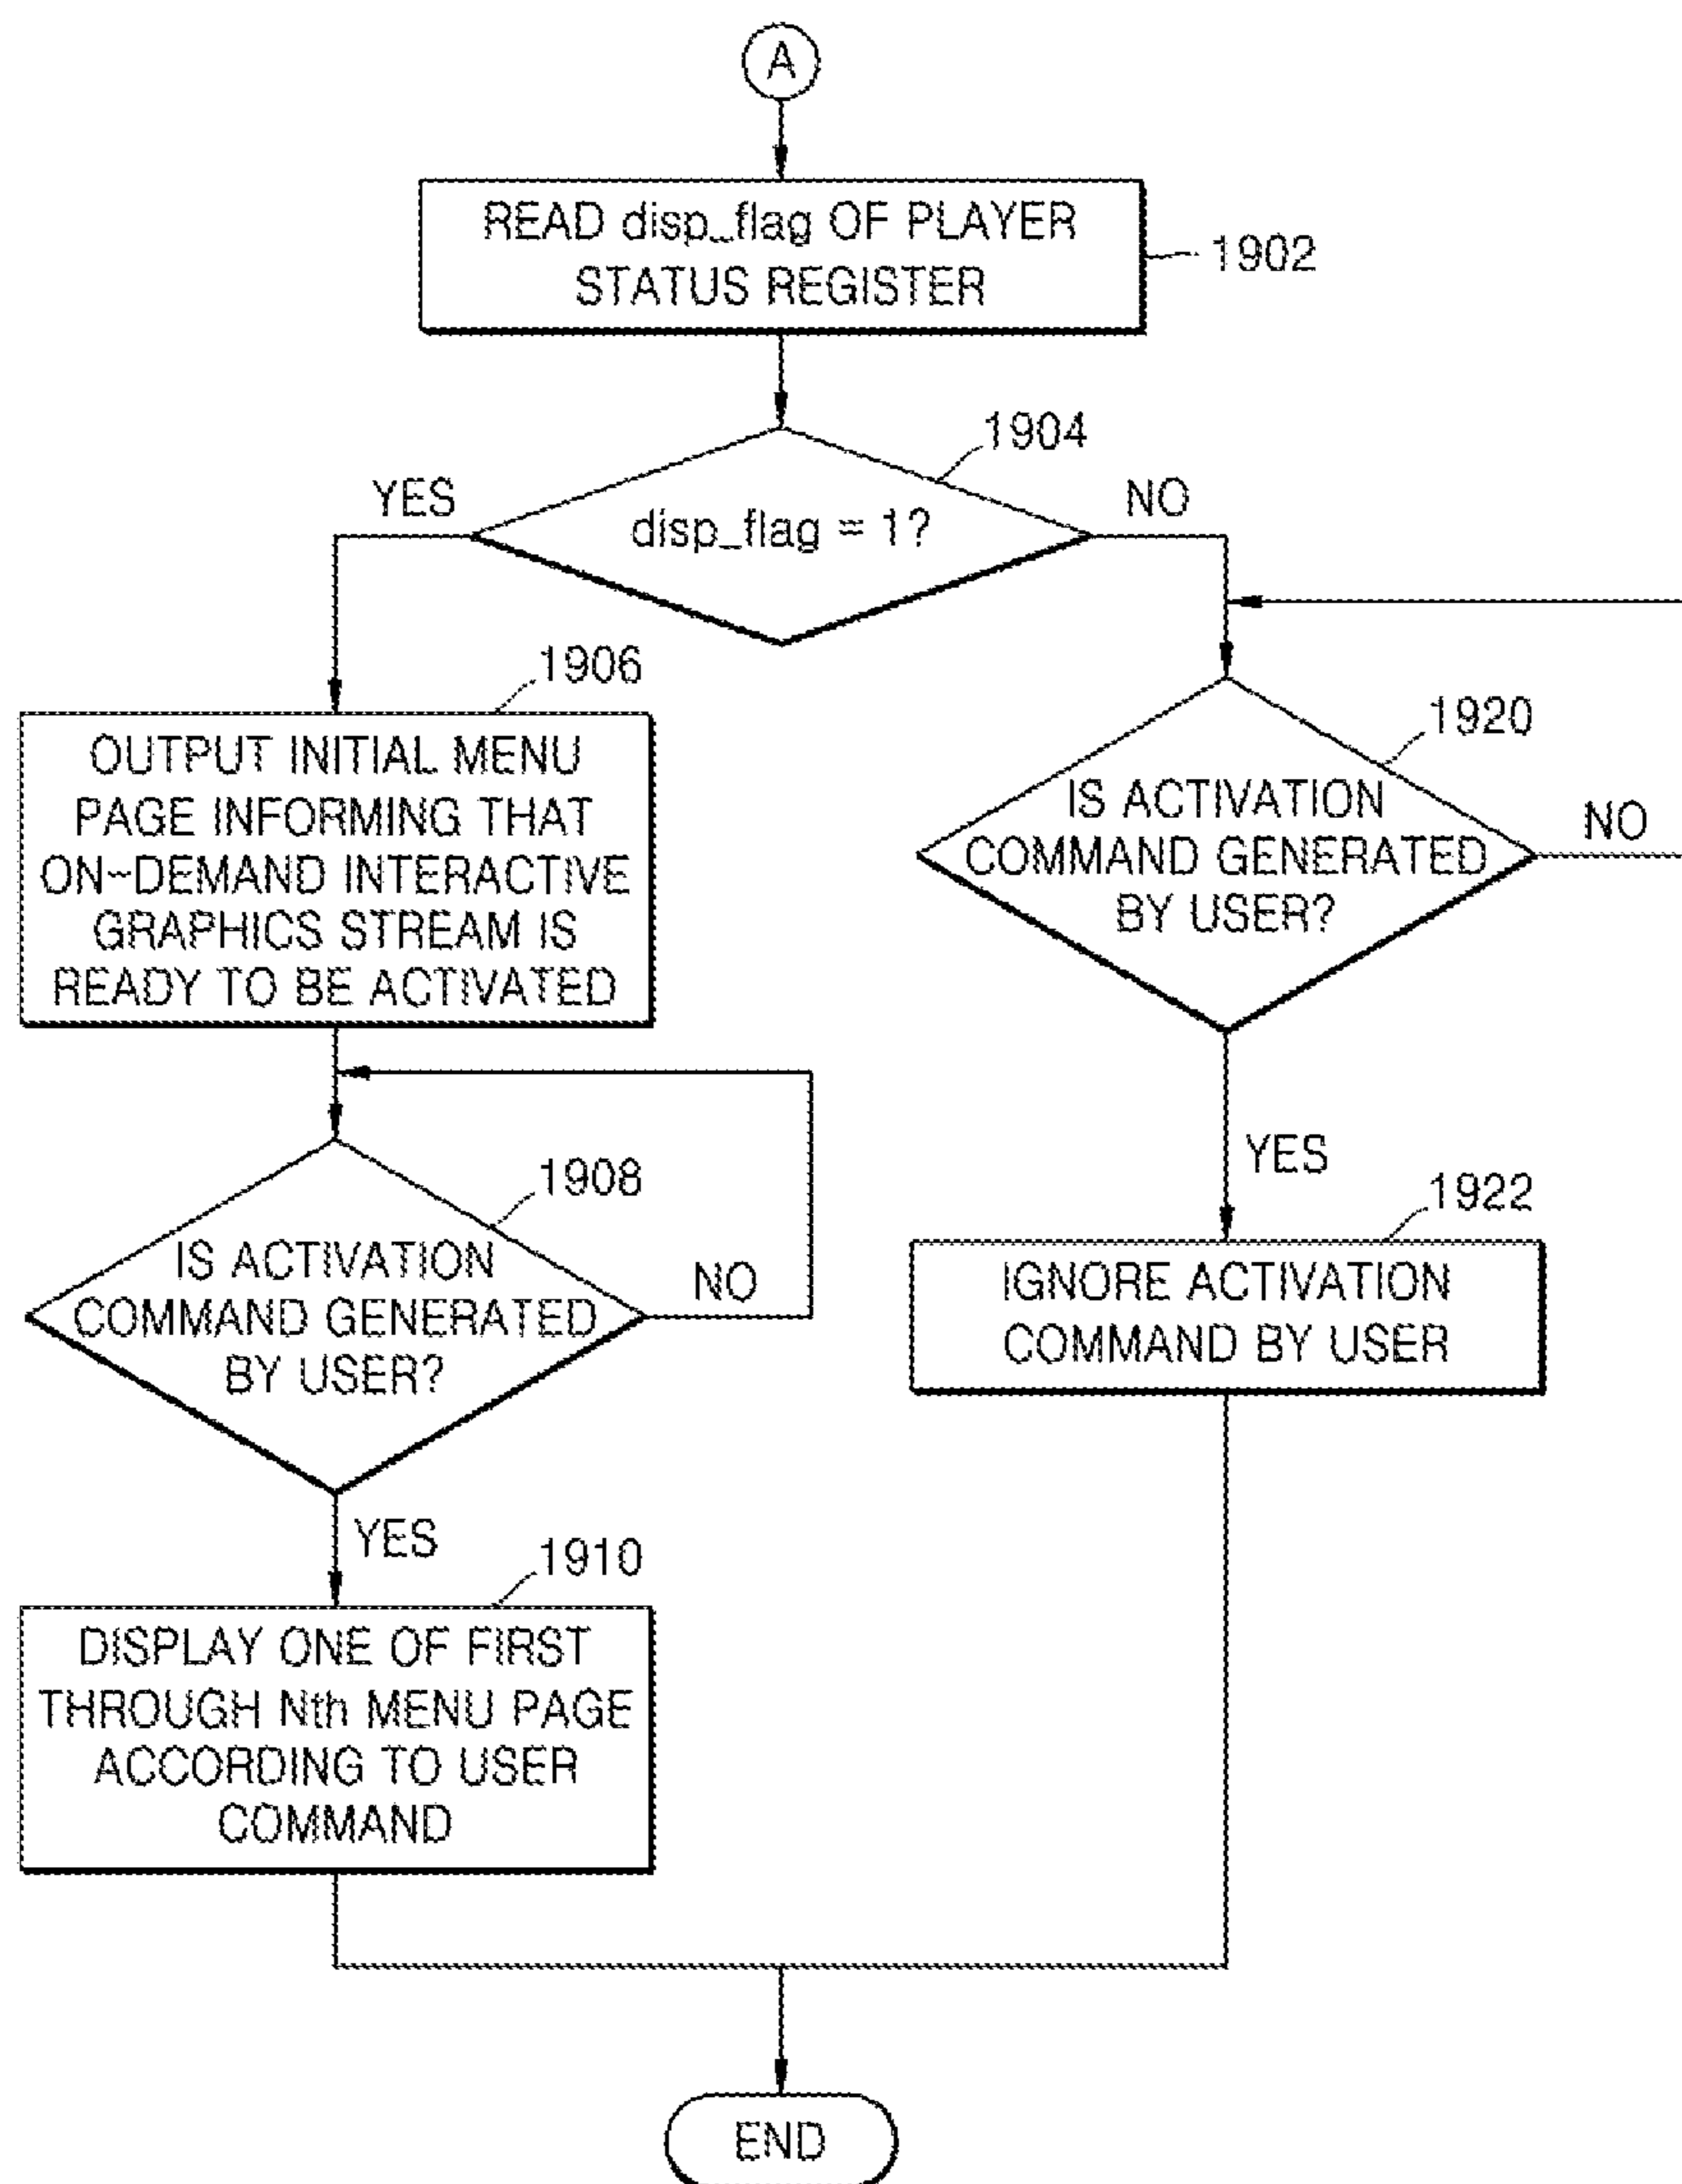 A
READ disp_flag OF PLAYER
STATUS REGISTER
1902
1904
YES
NO
disp_flag = 1?
1906
OUTPUT INITIAL MENU
PAGE INFORMING THAT
ON-DEMAND INTERACTIVE
GRAPHICS STREAM IS
READY TO BE ACTIVATED
1920
IS ACTIVATION
COMMAND GENERATED
BY USER?
NO
YES
1908
IS ACTIVATION
COMMAND GENERATED
BY USER?
NO
YES
1922
IGNORE ACTIVATION
COMMAND BY USER
1910
DISPLAY ONE OF FIRST
THROUGH Nth MENU PAGE
ACCORDING TO USER
COMMAND
END